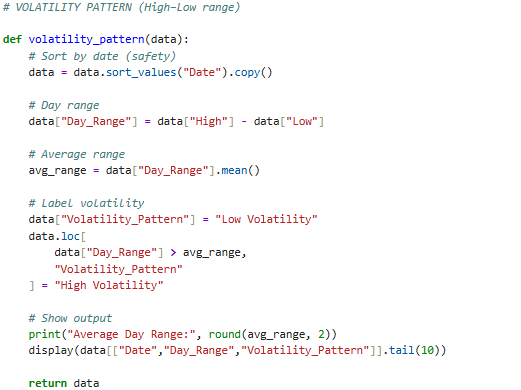 # VOLATILITY PATTERN (High-Low range)
def volatility_pattern(data):
# Sort by date (safety)
data = data.sort_values("Date").copy()
# Day range
data["Day_Range"] = data["High"] - data["Low"]
# Average range
avg_range = data["Day_Range"].mean()
# Label volatility
data["Volatility_Pattern"] = "Low Volatility"
data.loc[
data["Day_Range"] > avg_range,
"Volatility_Pattern"
] = "High Volatility"
# Show output
print("Average Day Range:", round(avg_range, 2))
display(data[["Date","Day_Range","Volatility_Pattern"]].tail(10))
return data